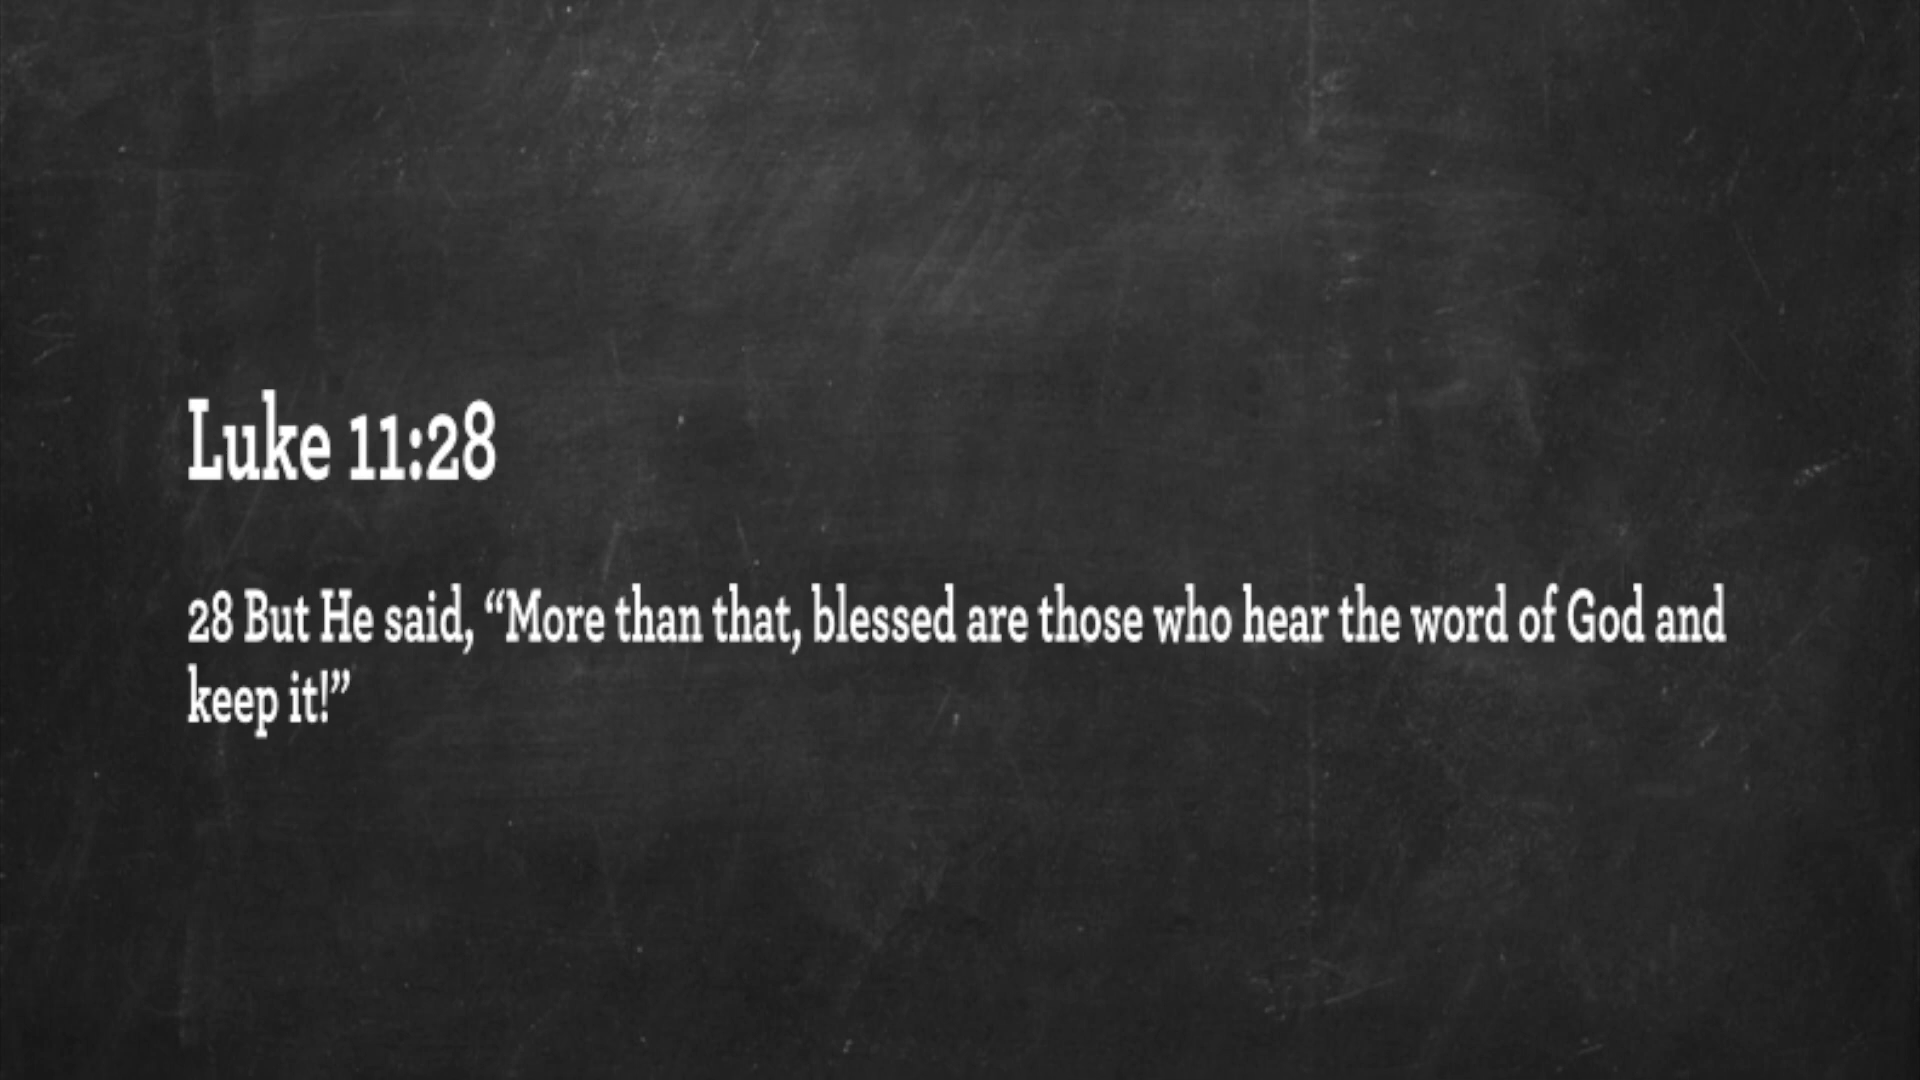 Luke 11:28
28 But He said, “More than that, blessed are those who hear the word of God and
keep it!”